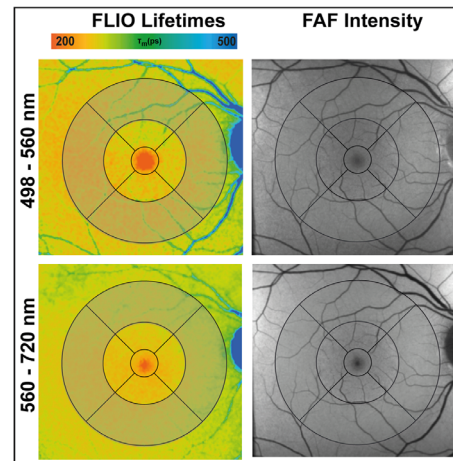 FLIO Lifetimes
FAF Intensity
200 τm(ps) 500
498 - 560 nm
560 - 720 nm